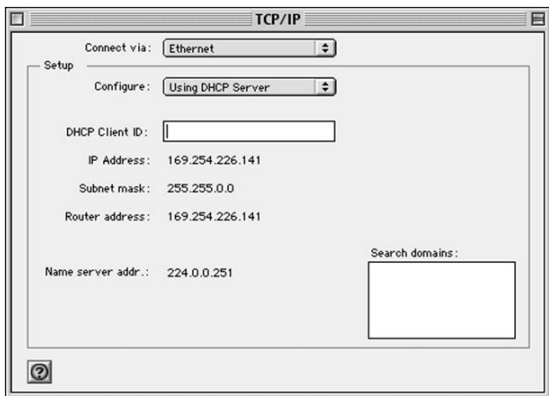 TCP/IP
Connect via: Ethernet
Setup
Configure: Using DHCP Server
DHCP Client ID:
IP Address: 169.254.226.141
Subnet mask: 255.255.0.0
Router address: 169.254.226.141
Search domains:
Name server addr.: 224.0.0.251
?